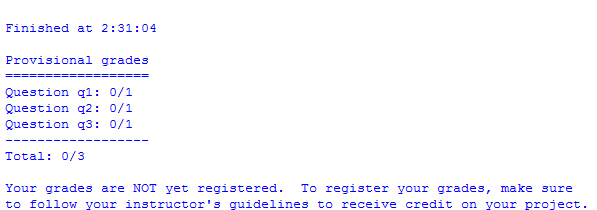 Finished at 2:31:04
Provisional grades
==================
Question q1: 0/1
Question q2: 0/1
Question q3: 0/1
------------------
Total: 0/3
Your grades are NOT yet registered.  To register your grades, make sure
to follow your instructor's guidelines to receive credit on your project.